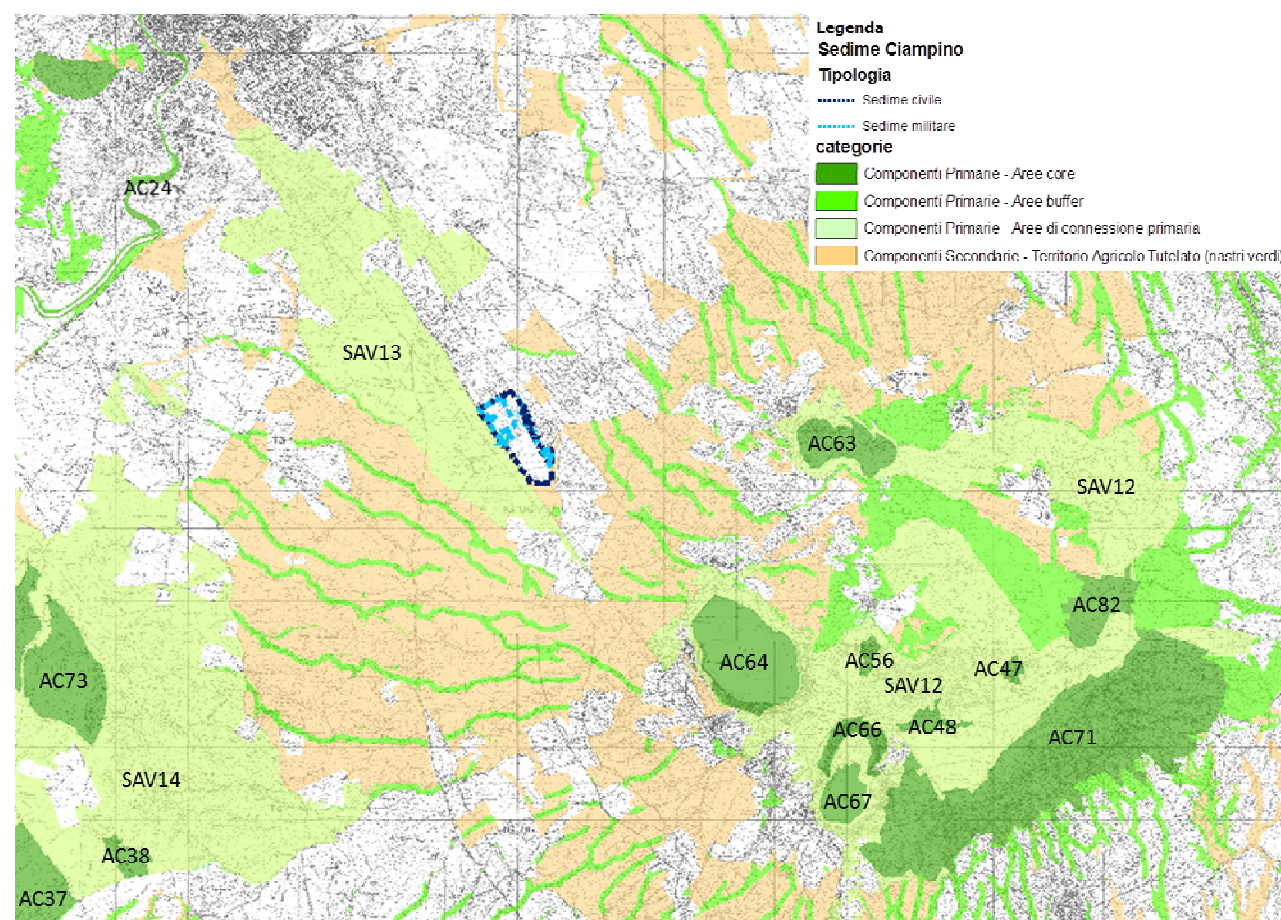 Legenda
Sedime Ciampino
Tipologia
Sedime civile
Sedime militare
categorie
Componenti Primarie - Aree core
Componenti Primarie - Aree buffer
Componenti Primarie - Aree di connessione primaria
Componenti Secondarie - Territorio Agricolo Tutelato (nastri verdi)
AC24
SAV13
AC63
SAV12
AC82
AC64
AC56
AC47
SAV12
AC73
AC66
AC48
AC71
SAV14
AC67
AC38
AC37